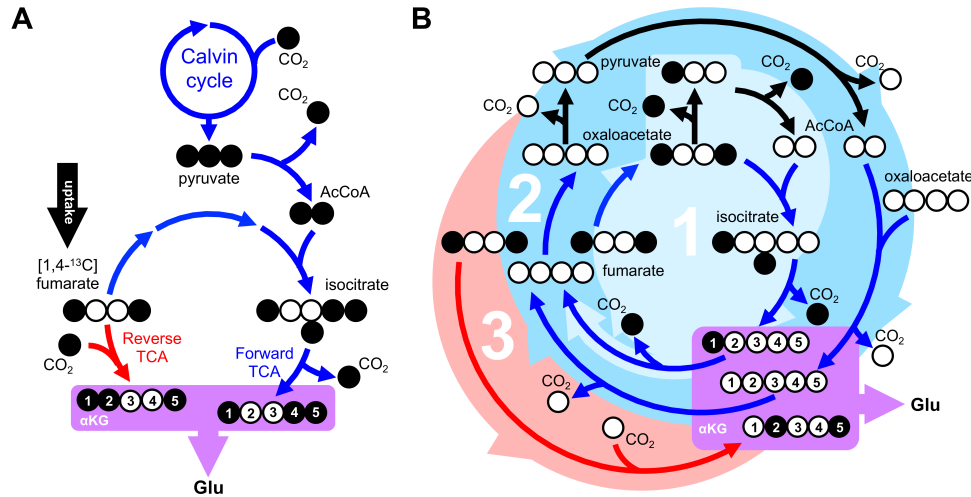 A
Calvin
cycle
CO2
CO2
pyruvate
AcCoA
uptake
[1,4-13C]
fumarate
isocitrate
Reverse
TCA
CO2
Forward
TCA
CO2
1 2 3 4 5
αKG
1 2 3 4 5
Glu
B
pyruvate
CO2
CO2
CO2
CO2
AcCoA
oxaloacetate
oxaloacetate
2
1
isocitrate
fumarate
CO2
CO2
3
1 2 3 4 5
CO2
1 2 3 4 5
CO2
Glu
αKG
1 2 3 4 5
CO2